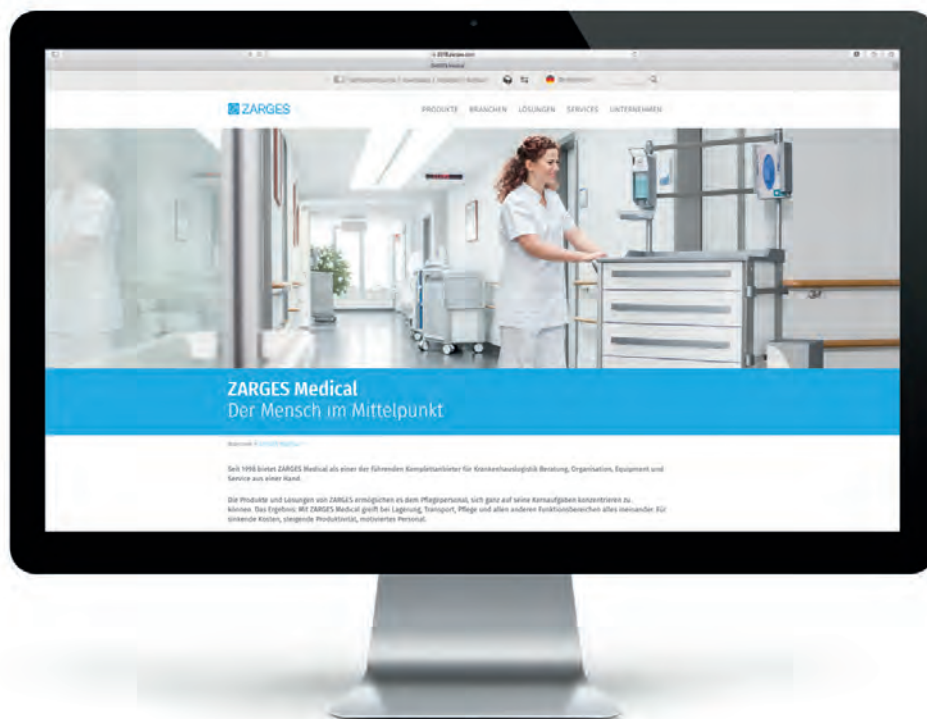 ZARGES Medical
ZARGES
PRODUKTE BRANCHEN LÖSUNGEN SERVICES UNTERNEHMEN
ZARGES Medical
Der Mensch im Mittelpunkt
Seit 1998 bietet ZARGES Medical als einer der führenden Komplettanbieter für Krankenhauslogistik Beratung, Organisation, Equipment und
Service aus einer Hand.
Die Produkte und Lösungen von ZARGES ermöglichen es dem Pflegepersonal, sich ganz auf seine Kernaufgaben konzentrieren zu
können. Das Ergebnis: Mit ZARGES Medical greift bei Lagerung, Transport, Pflege und allen anderen Funktionsbereichen alles ineinander. Für
sinkende Kosten, steigende Produktivität, motiviertes Personal.